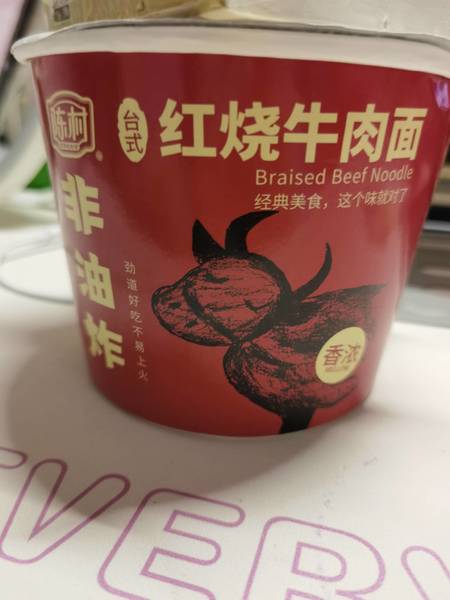 陈村
®
台式
红烧牛肉面
Braised Beef Noodle
经典美食，这个味就对了
非油炸
劲道好吃不易上火
香浓
VERY